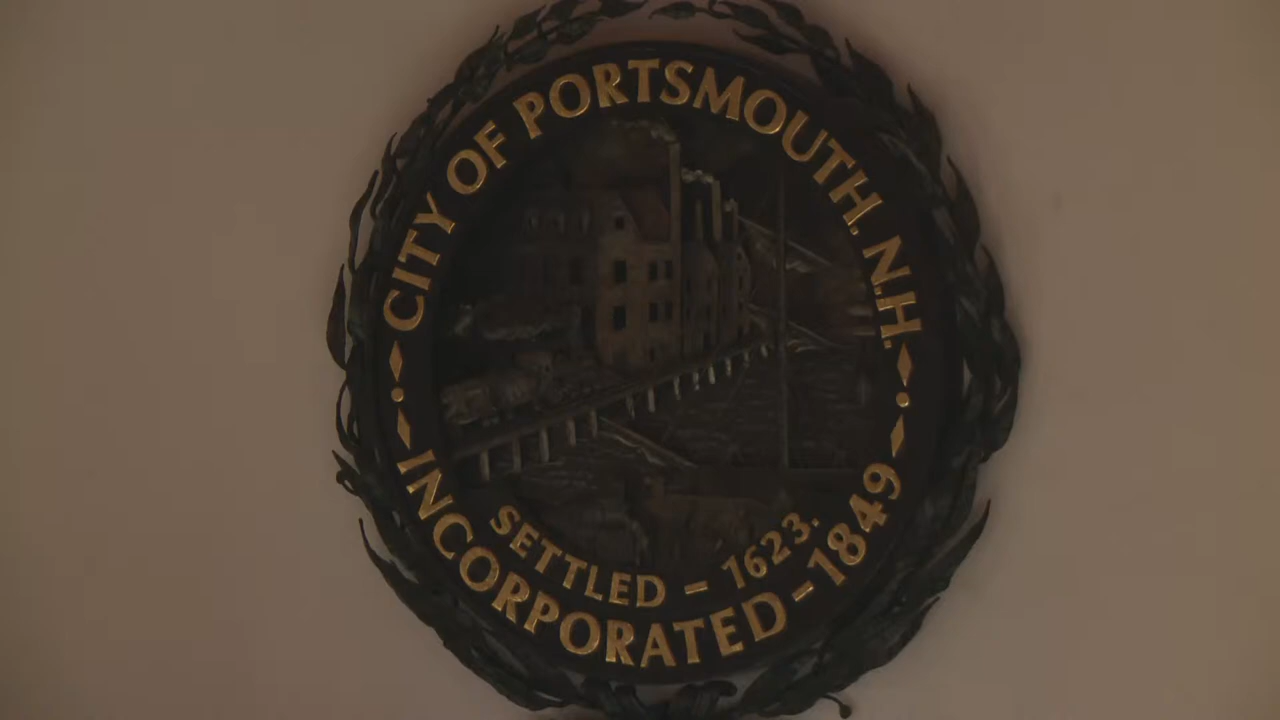 CITY OF PORTSMOUTH. N.H.
SETTLED – 1623.
INCORPORATED – 1849